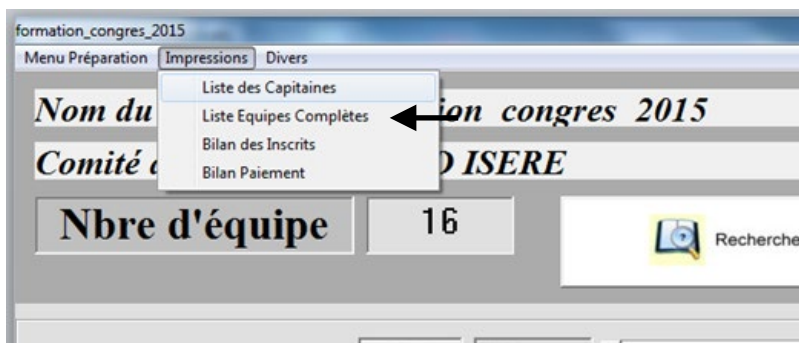 formation_congres_2015
Menu Préparation Impressions Divers
Liste des Capitaines
Liste Equipes Complètes
Bilan des Inscrits
Bilan Paiement
Nom du congres 2015
Comité ISERE
Nbre d'équipe 16
Recherche